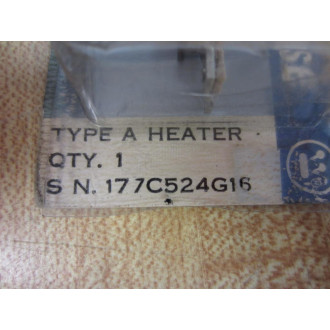 TYPE A HEATER
QTY. 1
S N. 177C524G16